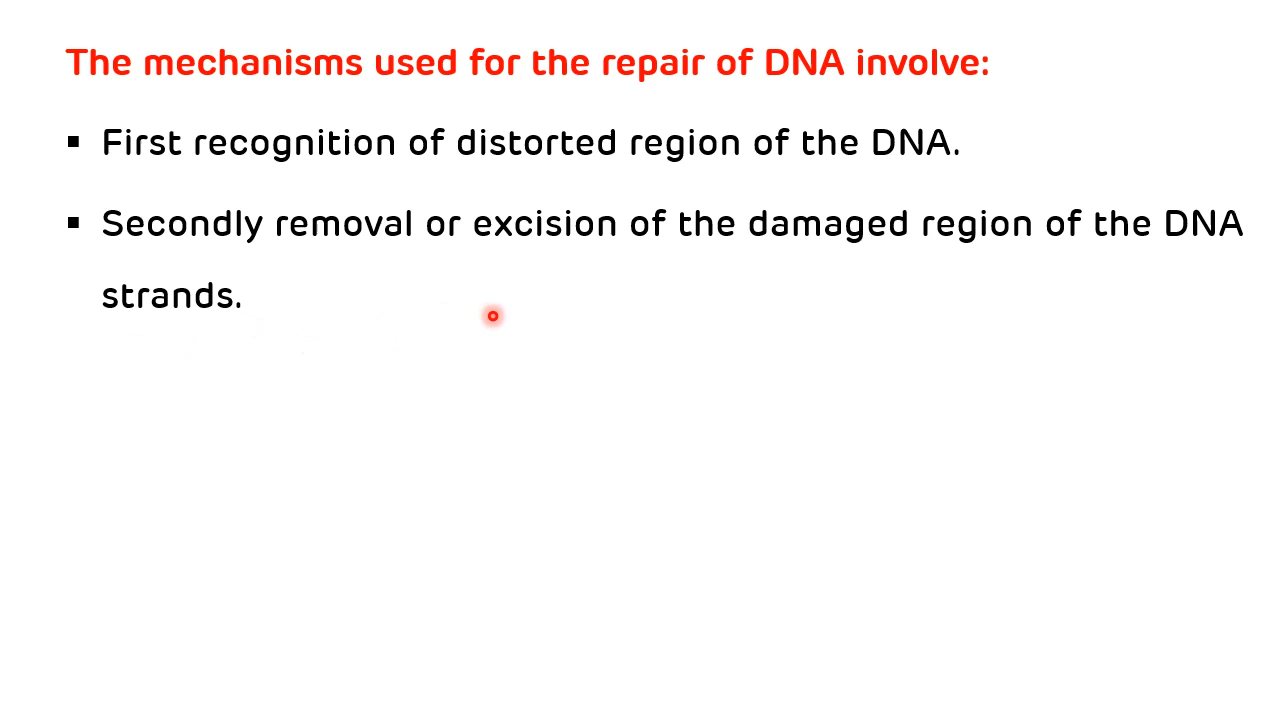 The mechanisms used for the repair of DNA involve:
▪ First recognition of distorted region of the DNA.
▪ Secondly removal or excision of the damaged region of the DNA
strands.